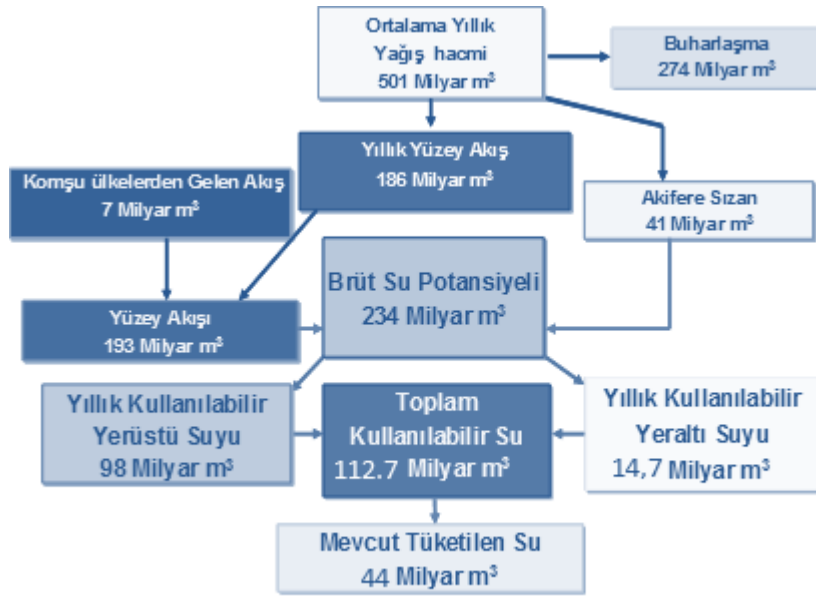 Ortalama Yıllık
Yağış hacmi
501 Milyar m³
Buharlaşma
274 Milyar m³
Yıllık Yüzey Akış
186 Milyar m³
Komşu ülkelerden Gelen Akış
7 Milyar m³
Akifere Sızan
41 Milyar m³
Brüt Su Potansiyeli
234 Milyar m³
Yüzey Akışı
193 Milyar m³
Yıllık Kullanılabilir
Yerüstü Suyu
98 Milyar m³
Toplam
Kullanılabilir Su
112.7 Milyar m³
Yıllık Kullanılabilir
Yeraltı Suyu
14,7 Milyar m³
Mevcut Tüketilen Su
44 Milyar m³